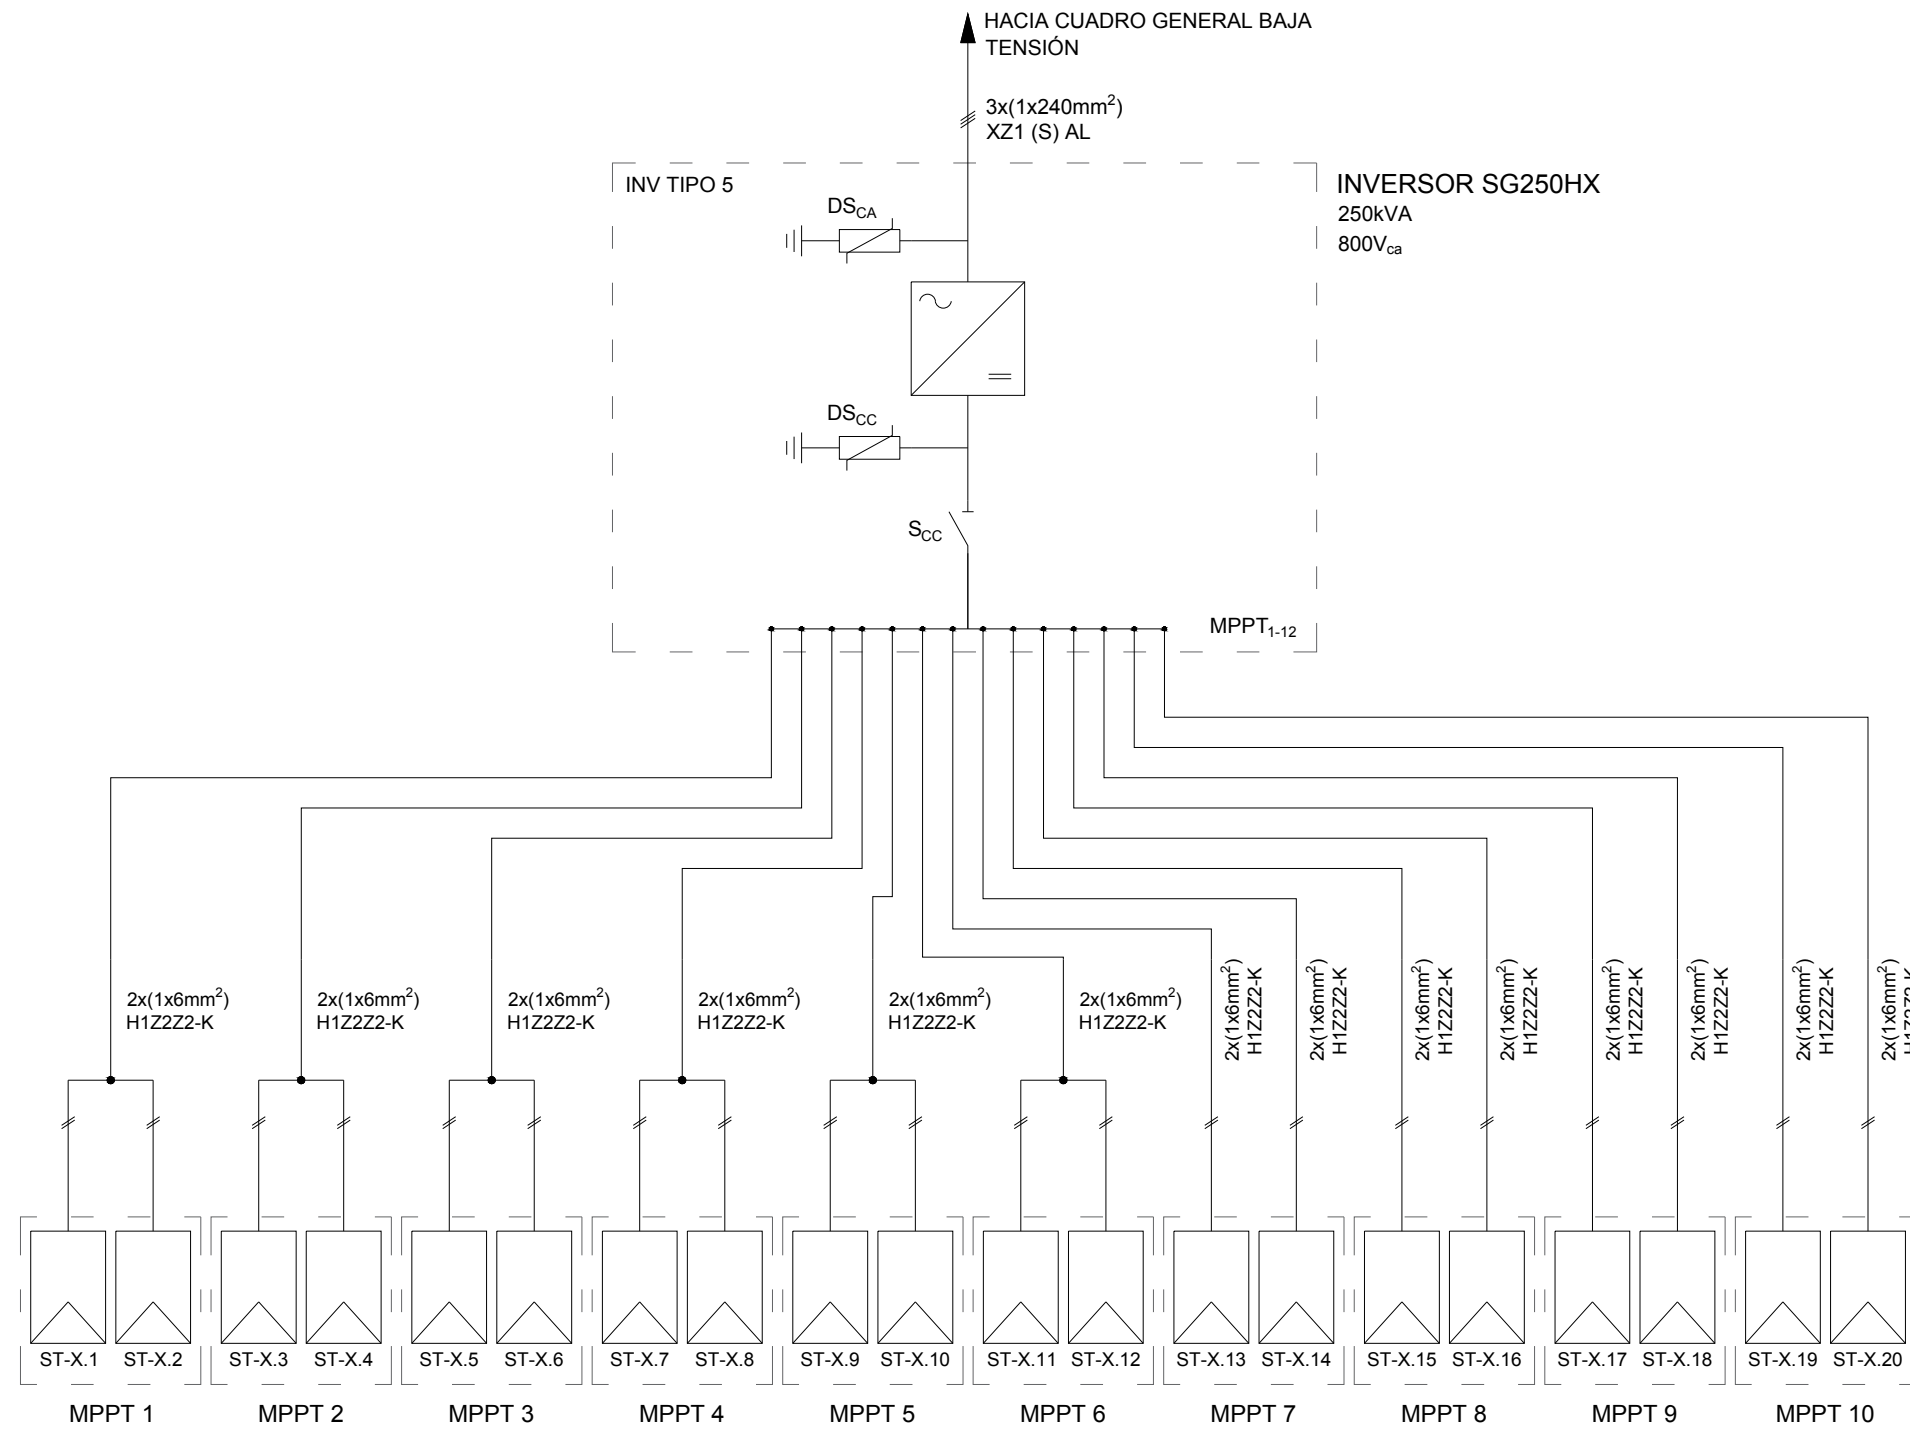 HACIA CUADRO GENERAL BAJA
TENSIÓN
3x(1x240mm²)
XZ1 (S) AL
INV TIPO 5
INVERSOR SG250HX
250kVA
800Vca
DSCA
DSCC
SCC
MPPT1-12
2x(1x6mm²)
H1Z2Z2-K
2x(1x6mm²)
H1Z2Z2-K
2x(1x6mm²)
H1Z2Z2-K
2x(1x6mm²)
H1Z2Z2-K
2x(1x6mm²)
H1Z2Z2-K
2x(1x6mm²)
H1Z2Z2-K
2x(1x6mm²)
H1Z2Z2-K
2x(1x6mm²)
H1Z2Z2-K
2x(1x6mm²)
H1Z2Z2-K
2x(1x6mm²)
H1Z2Z2-K
2x(1x6mm²)
H1Z2Z2-K
2x(1x6mm²)
H1Z2Z2-K
2x(1x6mm²)
H1Z2Z2-K
2x(1x6mm²)
ST-X.1 ST-X.2 ST-X.3 ST-X.4 ST-X.5 ST-X.6 ST-X.7 ST-X.8 ST-X.9 ST-X.10 ST-X.11 ST-X.12 ST-X.13 ST-X.14 ST-X.15 ST-X.16 ST-X.17 ST-X.18 ST-X.19 ST-X.20
MPPT 1 MPPT 2 MPPT 3 MPPT 4 MPPT 5 MPPT 6 MPPT 7 MPPT 8 MPPT 9 MPPT 10